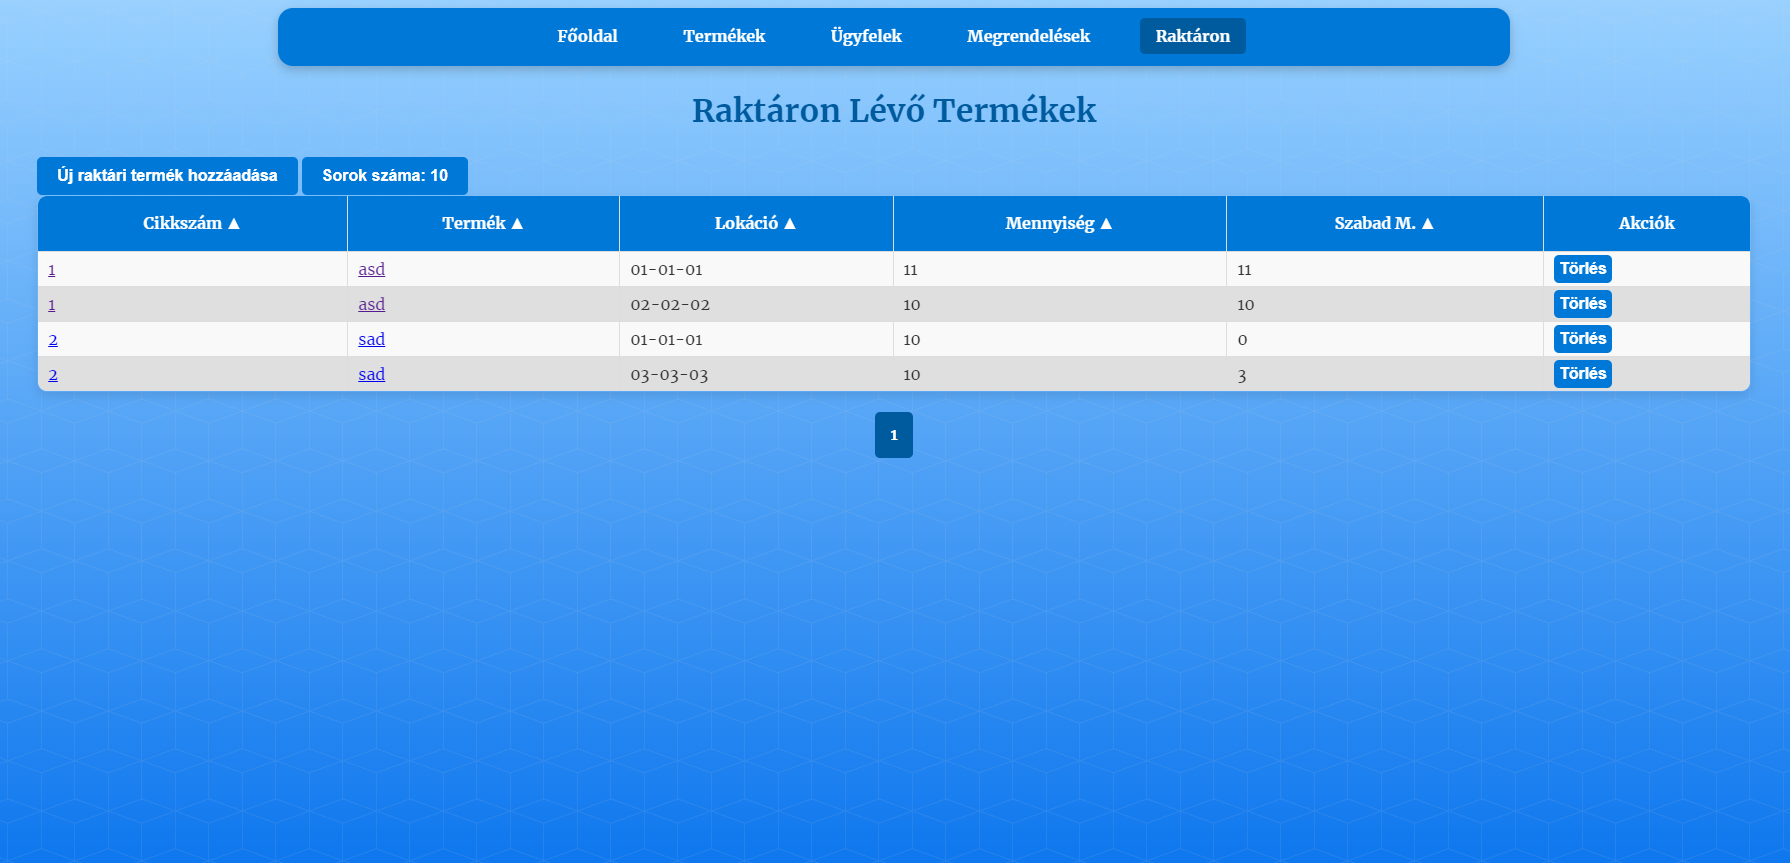 Főoldal Termékek Ügyfelek Megrendelések Raktáron
Raktáron Lévő Termékek
Új raktári termék hozzáadása Sorok száma: 10
Cikkszám ▲ Termék ▲ Lokáció ▲ Mennyiség ▲ Szabad M. ▲ Akciók
1 asd 01-01-01 11 11 Törlés
1 asd 02-02-02 10 10 Törlés
2 sad 01-01-01 10 0 Törlés
2 sad 03-03-03 10 3 Törlés
1